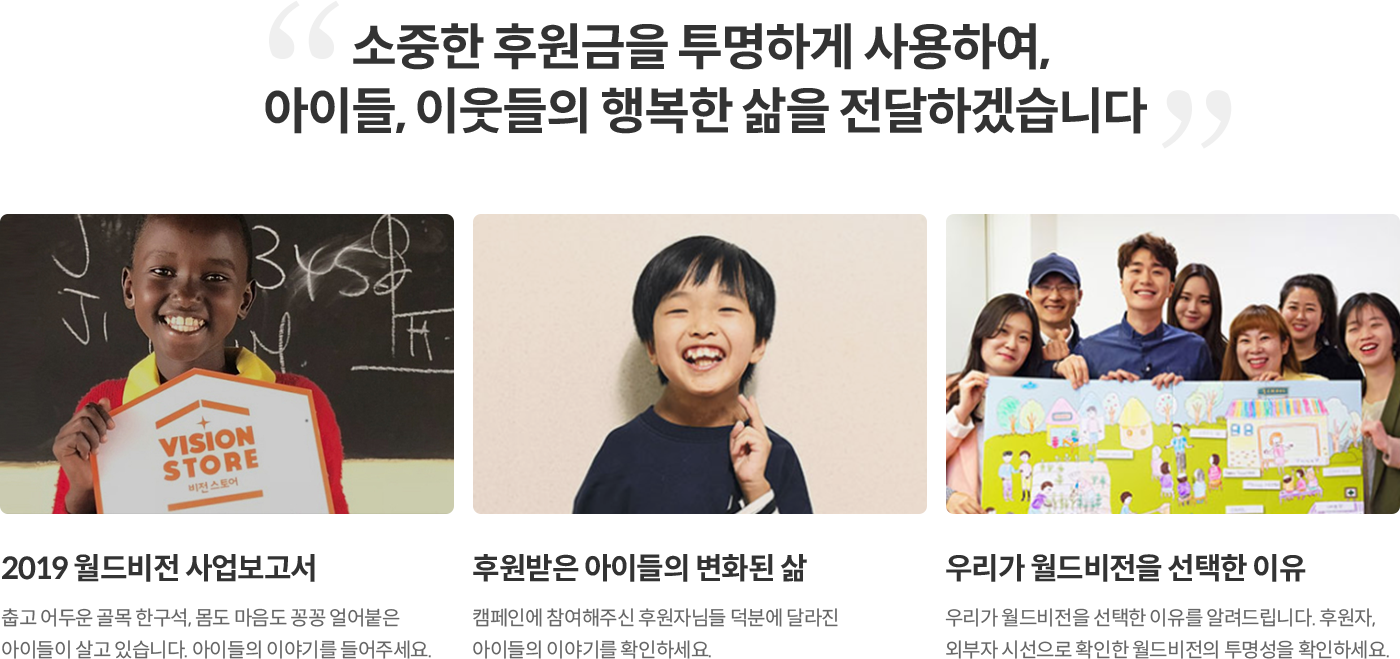 소중한 후원금을 투명하게 사용하여,
아이들, 이웃들의 행복한 삶을 전달하겠습니다
3x5
VISION
STORE
비전스토어
2019 월드비전 사업보고서
춥고 어두운 골목 한구석, 몸도 마음도 꽁꽁 얼어붙은
아이들이 살고 있습니다. 아이들의 이야기를 들어주세요.
후원받은 아이들의 변화된 삶
캠페인에 참여해주신 후원자님들 덕분에 달라진
아이들의 이야기를 확인하세요.
우리가 월드비전을 선택한 이유
우리가 월드비전을 선택한 이유를 알려드립니다. 후원자,
외부자 시선으로 확인한 월드비전의 투명성을 확인하세요.